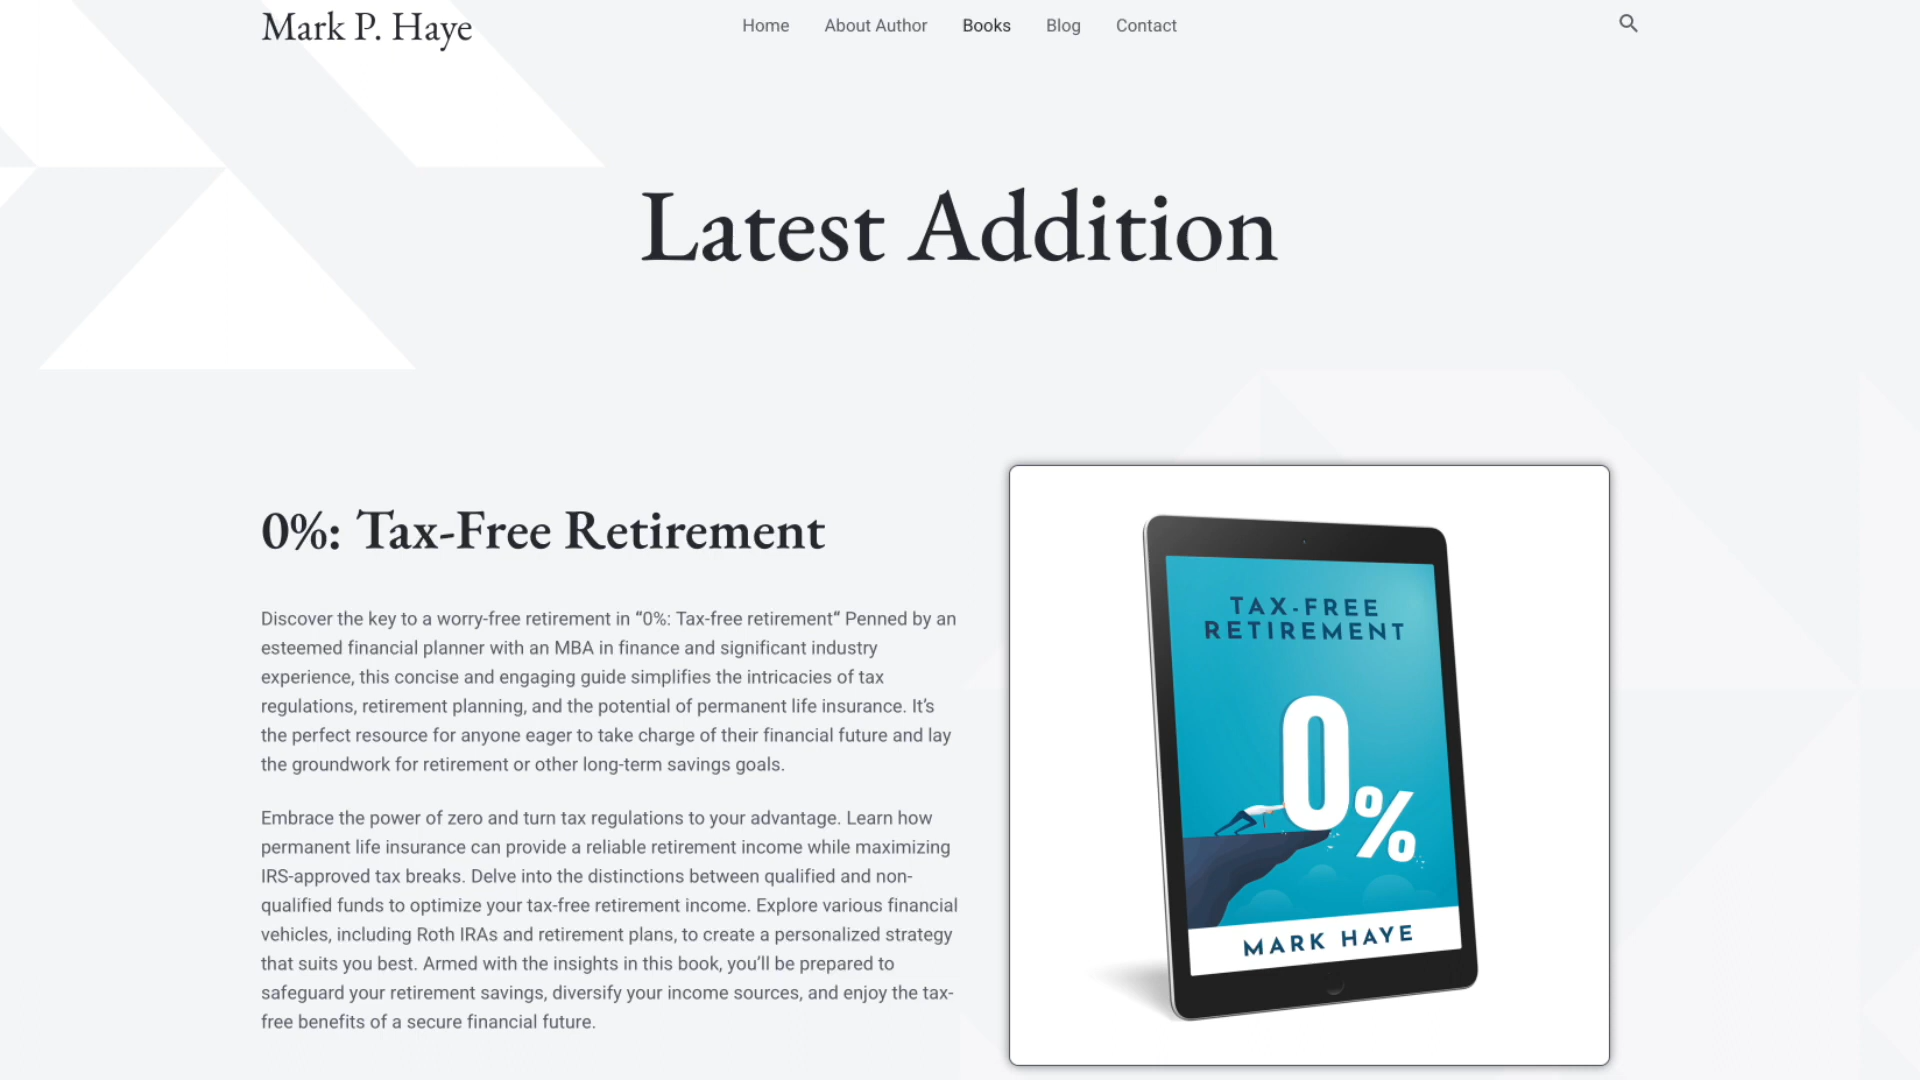 Mark P. Haye
Home
About Author
Books
Blog
Contact
Latest Addition
0%: Tax-Free Retirement
Discover the key to a worry-free retirement in “0%: Tax-free retirement“ Penned by an
esteemed financial planner with an MBA in finance and significant industry
experience, this concise and engaging guide simplifies the intricacies of tax
regulations, retirement planning, and the potential of permanent life insurance. It’s
the perfect resource for anyone eager to take charge of their financial future and lay
the groundwork for retirement or other long-term savings goals.
Embrace the power of zero and turn tax regulations to your advantage. Learn how
permanent life insurance can provide a reliable retirement income while maximizing
IRS-approved tax breaks. Delve into the distinctions between qualified and non-
qualified funds to optimize your tax-free retirement income. Explore various financial
vehicles, including Roth IRAs and retirement plans, to create a personalized strategy
that suits you best. Armed with the insights in this book, you’ll be prepared to
safeguard your retirement savings, diversify your income sources, and enjoy the tax-
free benefits of a secure financial future.
TAX-FREE
RETIREMENT
0%
MARK HAYE